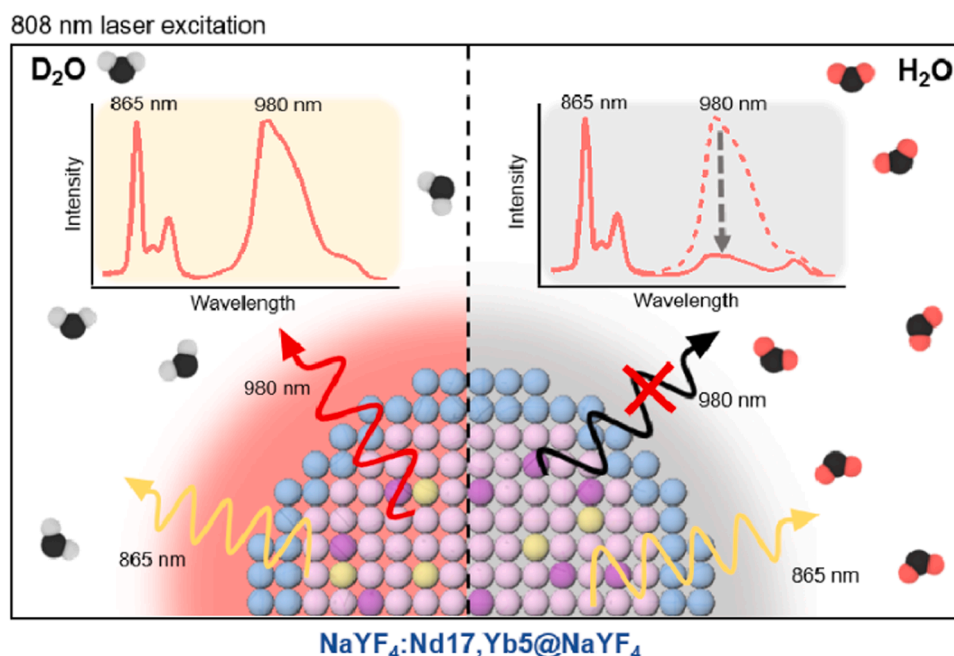 808 nm laser excitation
D₂O
H₂O
865 nm
980 nm
865 nm
980 nm
Intensity
Intensity
Wavelength
Wavelength
980 nm
980 nm
865 nm
865 nm
NaYF₄:Nd17,Yb5@NaYF₄